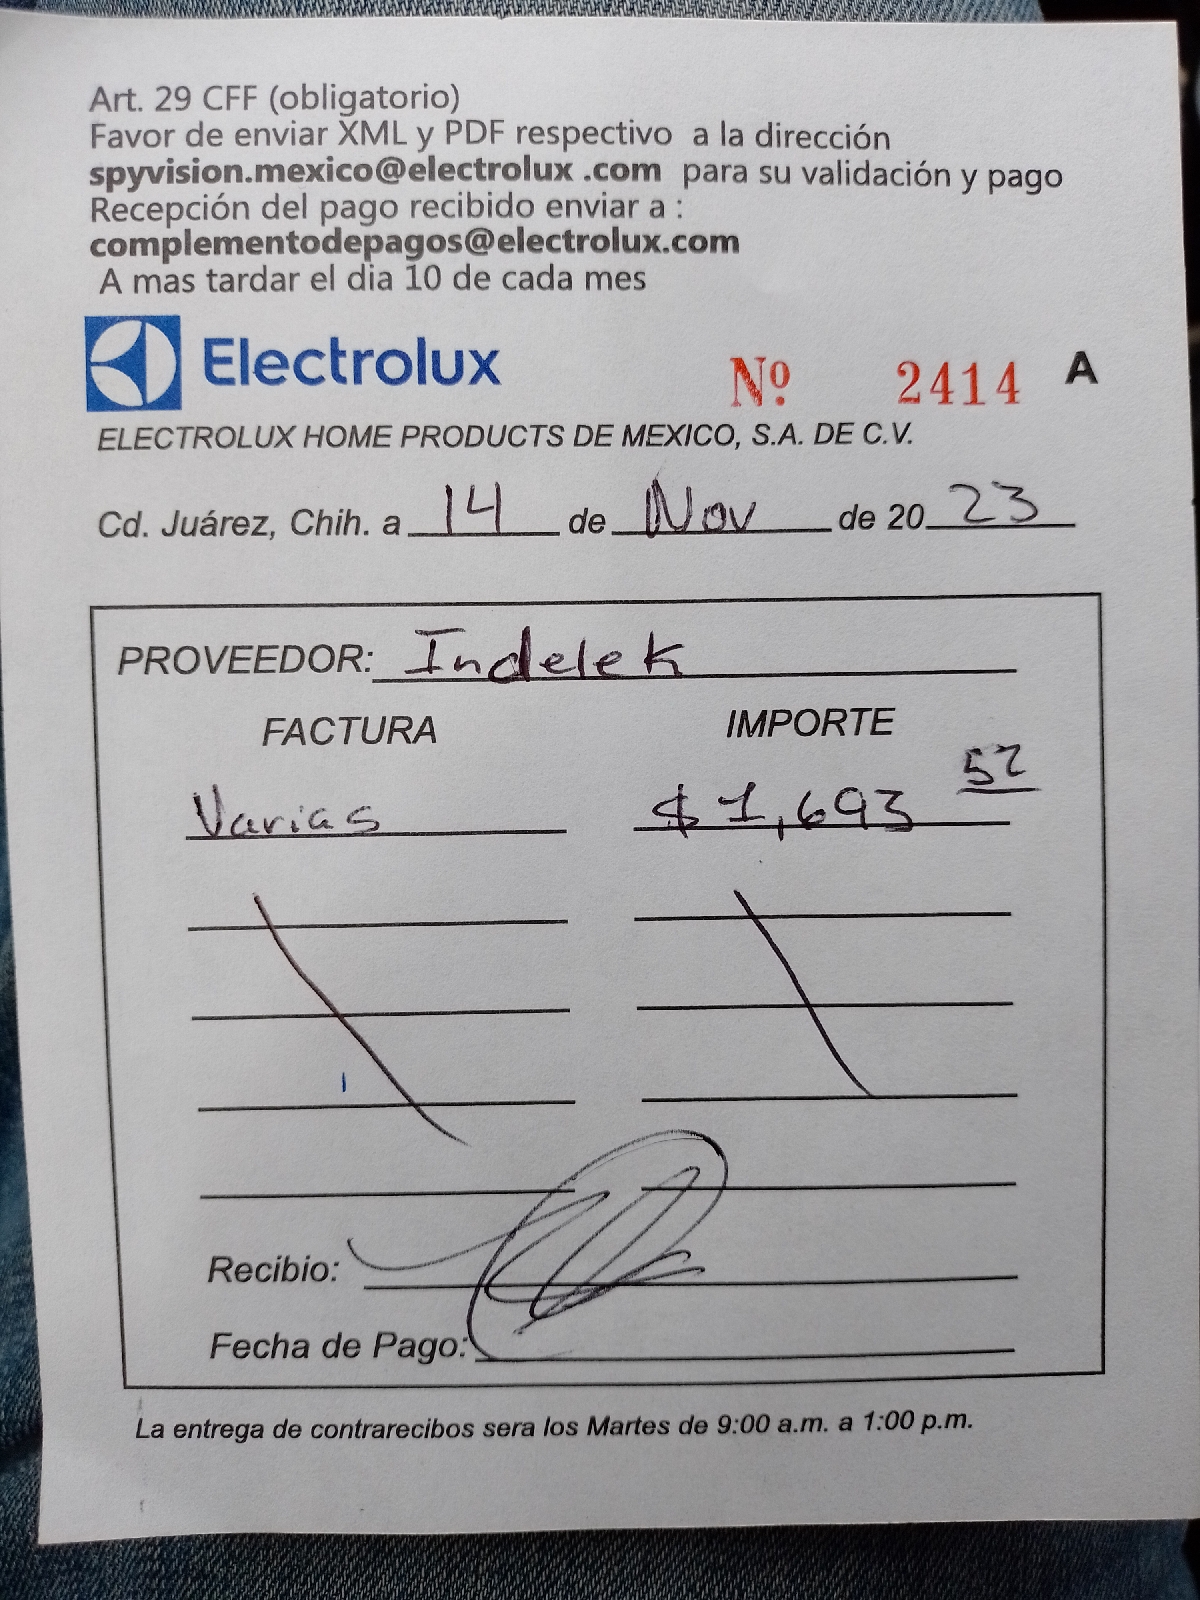 Art. 29 CFF (obligatorio)
Favor de enviar XML y PDF respectivo a la dirección
spyvision.mexico@electrolux .com para su validación y pago
Recepción del pago recibido enviar a :
complementodepagos@electrolux.com
A mas tardar el dia 10 de cada mes
Electrolux Nº 2414 A
ELECTROLUX HOME PRODUCTS DE MEXICO, S.A. DE C.V.
Cd. Juárez, Chih. a 14 de Nov de 20 23
PROVEEDOR: Indelek
FACTURA IMPORTE
Varias $1,693 52
Recibio:
Fecha de Pago:
La entrega de contrarecibos sera los Martes de 9:00 a.m. a 1:00 p.m.